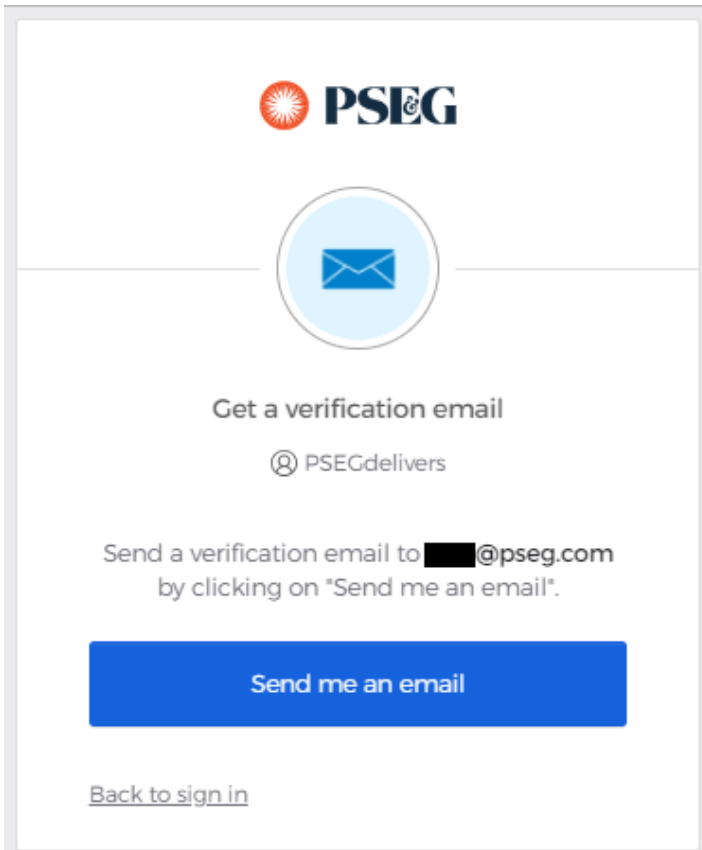 PSE&G
Get a verification email
PSEGdelivers
Send a verification email to @pseg.com
by clicking on "Send me an email".
Send me an email
Back to sign in